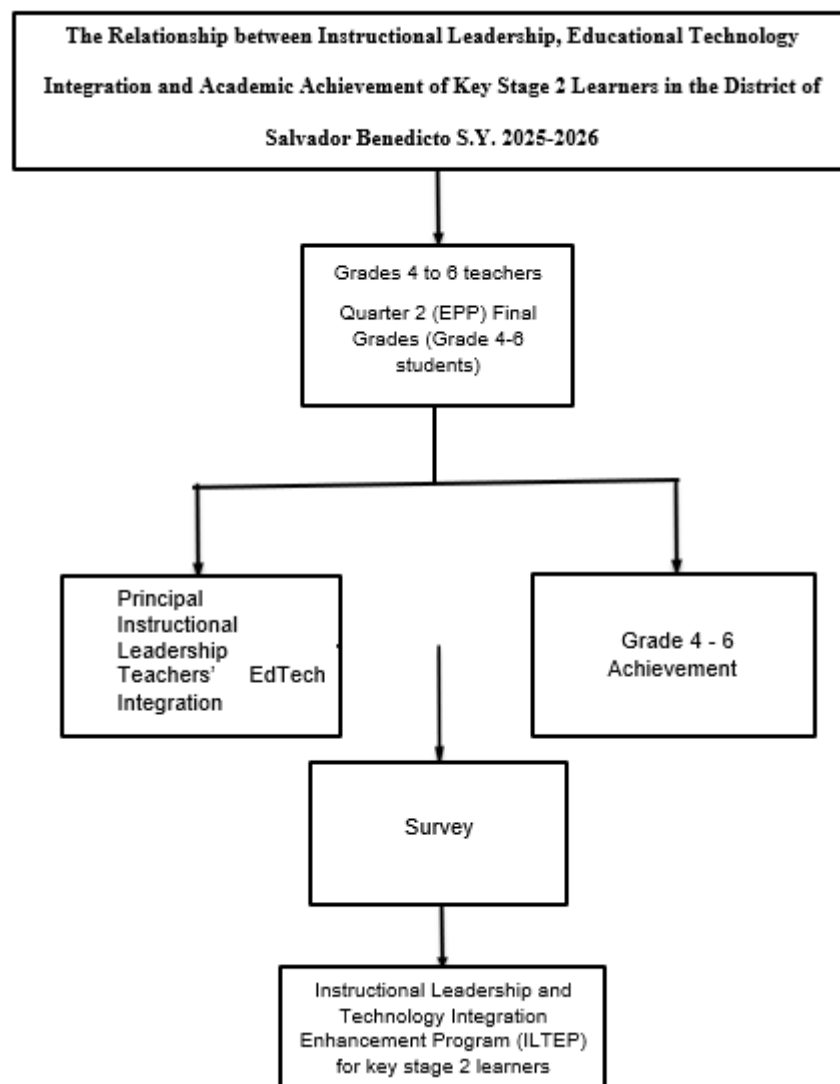 The Relationship between Instructional Leadership, Educational Technology
Integration and Academic Achievement of Key Stage 2 Learners in the District of
Salvador Benedicto S.Y. 2025-2026
Grades 4 to 6 teachers
Quarter 2 (EPP) Final
Grades (Grade 4-6
students)
Principal
Instructional
Leadership
Teachers' EdTech
Integration
Grade 4 - 6
Achievement
Survey
Instructional Leadership and
Technology Integration
Enhancement Program (ILTEP)
for key stage 2 learners